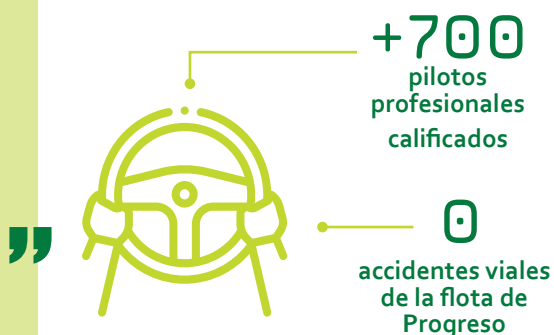 +700
pilotos
profesionales
calificados
”
0
accidentes viales
de la flota de
Progreso